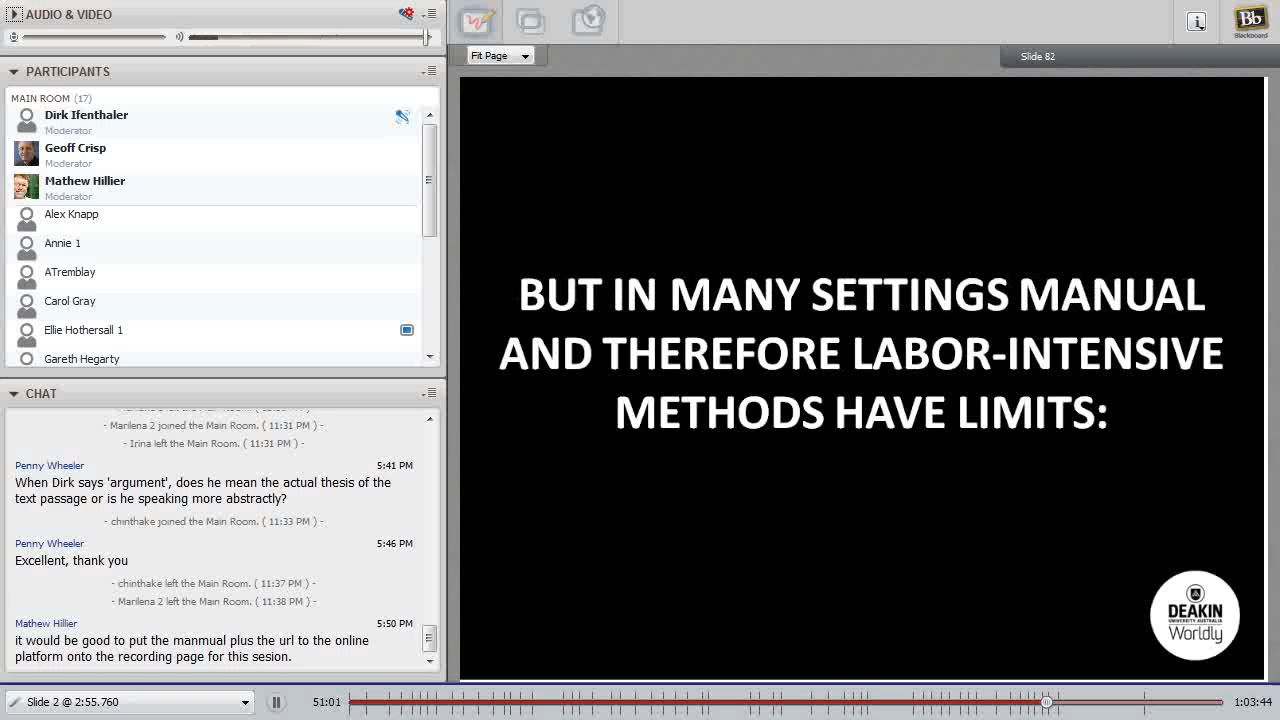 AUDIO & VIDEO
PARTICIPANTS
MAIN ROOM (17)
Dirk Ifenthaler
Moderator
Geoff Crisp
Moderator
Mathew Hillier
Moderator
Alex Knapp
Annie 1
ATremblay
Carol Gray
Ellie Hothersall 1
Gareth Hegarty
CHAT
- Marilena 2 joined the Main Room. ( 11:31 PM ) -
- Irina left the Main Room. ( 11:31 PM ) -
Penny Wheeler 5:41 PM
When Dirk says 'argument', does he mean the actual thesis of the
text passage or is he speaking more abstractly?
- chinthake joined the Main Room. ( 11:33 PM ) -
Penny Wheeler 5:46 PM
Excellent, thank you
- chinthake left the Main Room. ( 11:37 PM ) -
- Marilena 2 left the Main Room. ( 11:38 PM ) -
Mathew Hillier 5:50 PM
it would be good to put the manmual plus the url to the online
platform onto the recording page for this sesion.
Slide 2 @ 2:55.760
51:01
1:03:44
Bb
Blackboard
Fit Page
Slide 82
BUT IN MANY SETTINGS MANUAL
AND THEREFORE LABOR-INTENSIVE
METHODS HAVE LIMITS:
DEAKIN
UNIVERSITY AUSTRALIA
Worldly